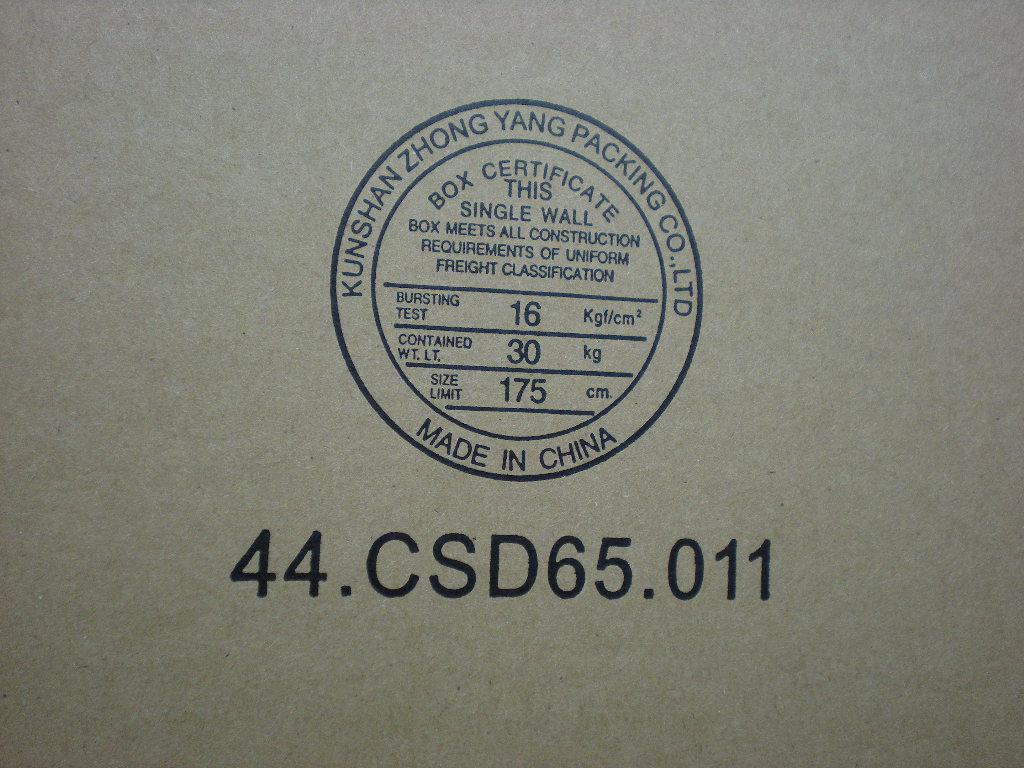 KUNSHAN ZHONG YANG PACKING CO.,LTD
BOX CERTIFICATE
THIS
SINGLE WALL
BOX MEETS ALL CONSTRUCTION
REQUIREMENTS OF UNIFORM
FREIGHT CLASSIFICATION
BURSTING TEST 16 Kgf/cm²
CONTAINED WT. LT. 30 kg
SIZE LIMIT 175 cm.
MADE IN CHINA
44.CSD65.011